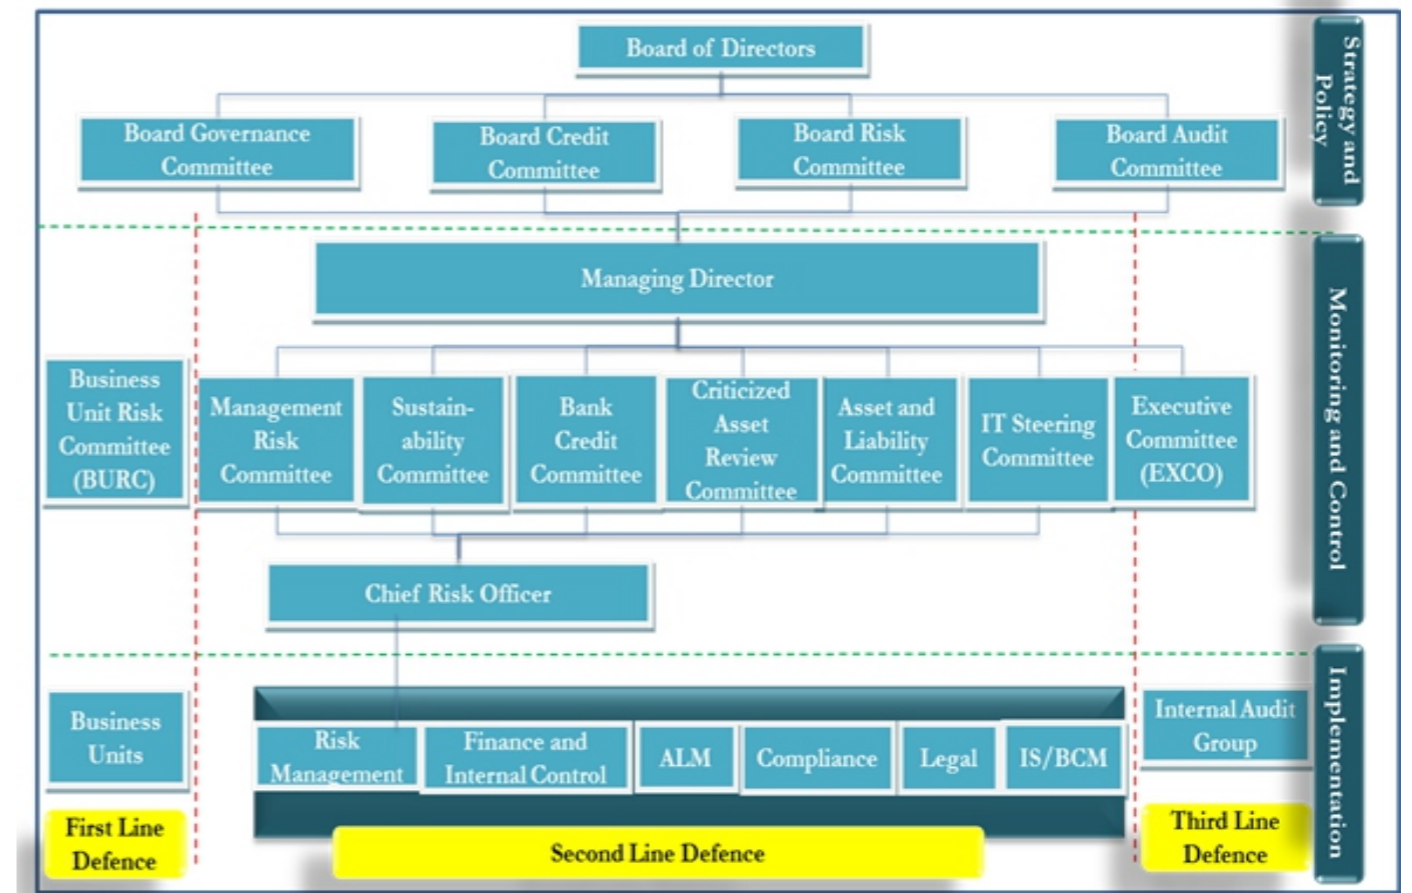 Board of Directors
Strategy and
Policy
Board Governance
Committee
Board Credit
Committee
Board Risk
Committee
Board Audit
Committee
Managing Director
Monitoring and Control
Business
Unit Risk
Committee
(BURC)
Management
Risk
Committee
Sustain-
ability
Committee
Bank
Credit
Committee
Criticized
Asset
Review
Committee
Asset and
Liability
Committee
IT Steering
Committee
Executive
Committee
(EXCO)
Chief Risk Officer
Implementation
Business
Units
Risk
Management
Finance and
Internal Control
ALM
Compliance
Legal
IS/BCM
Internal Audit
Group
First Line
Defence
Second Line Defence
Third Line
Defence